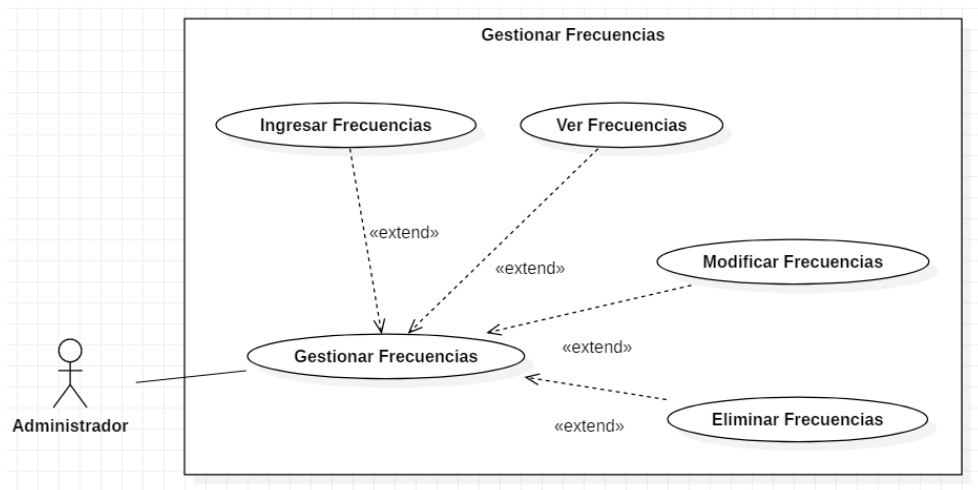 Gestionar Frecuencias
Ingresar Frecuencias
Ver Frecuencias
«extend»
«extend»
Modificar Frecuencias
«extend»
Gestionar Frecuencias
Eliminar Frecuencias
«extend»
Administrador